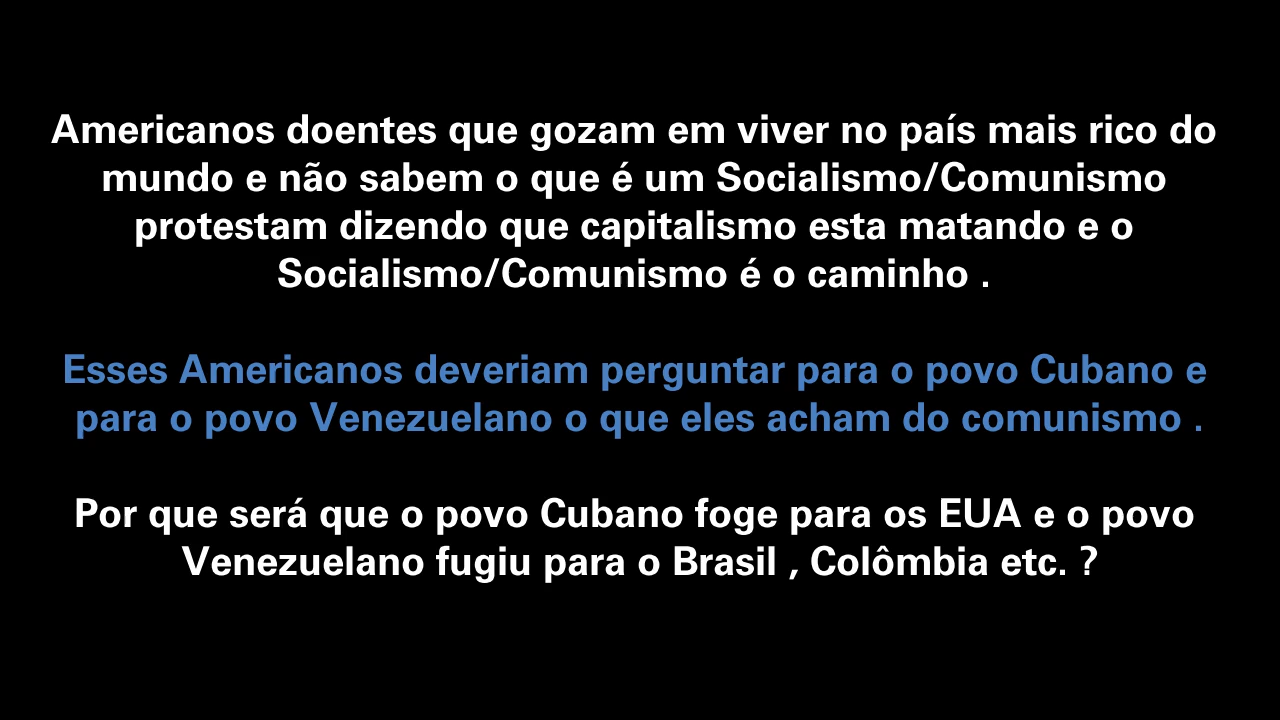 Americanos doentes que gozam em viver no país mais rico do
mundo e não sabem o que é um Socialismo/Comunismo
protestam dizendo que capitalismo esta matando e o
Socialismo/Comunismo é o caminho .
Esses Americanos deveriam perguntar para o povo Cubano e
para o povo Venezuelano o que eles acham do comunismo .
Por que será que o povo Cubano foge para os EUA e o povo
Venezuelano fugiu para o Brasil , Colômbia etc. ?